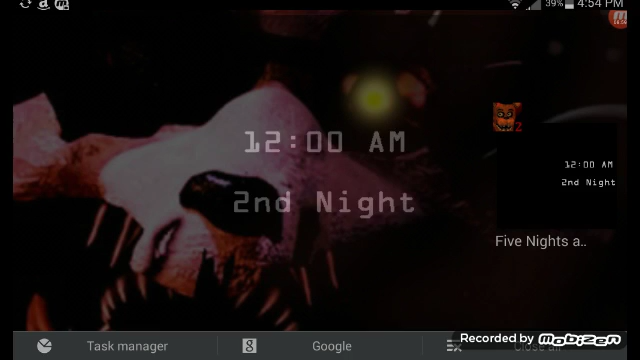 39% 4:54 PM
12:00 AM
2nd Night
12:00 AM
2nd Night
Five Nights a..
Task manager
Google
Recorded by Mobizen